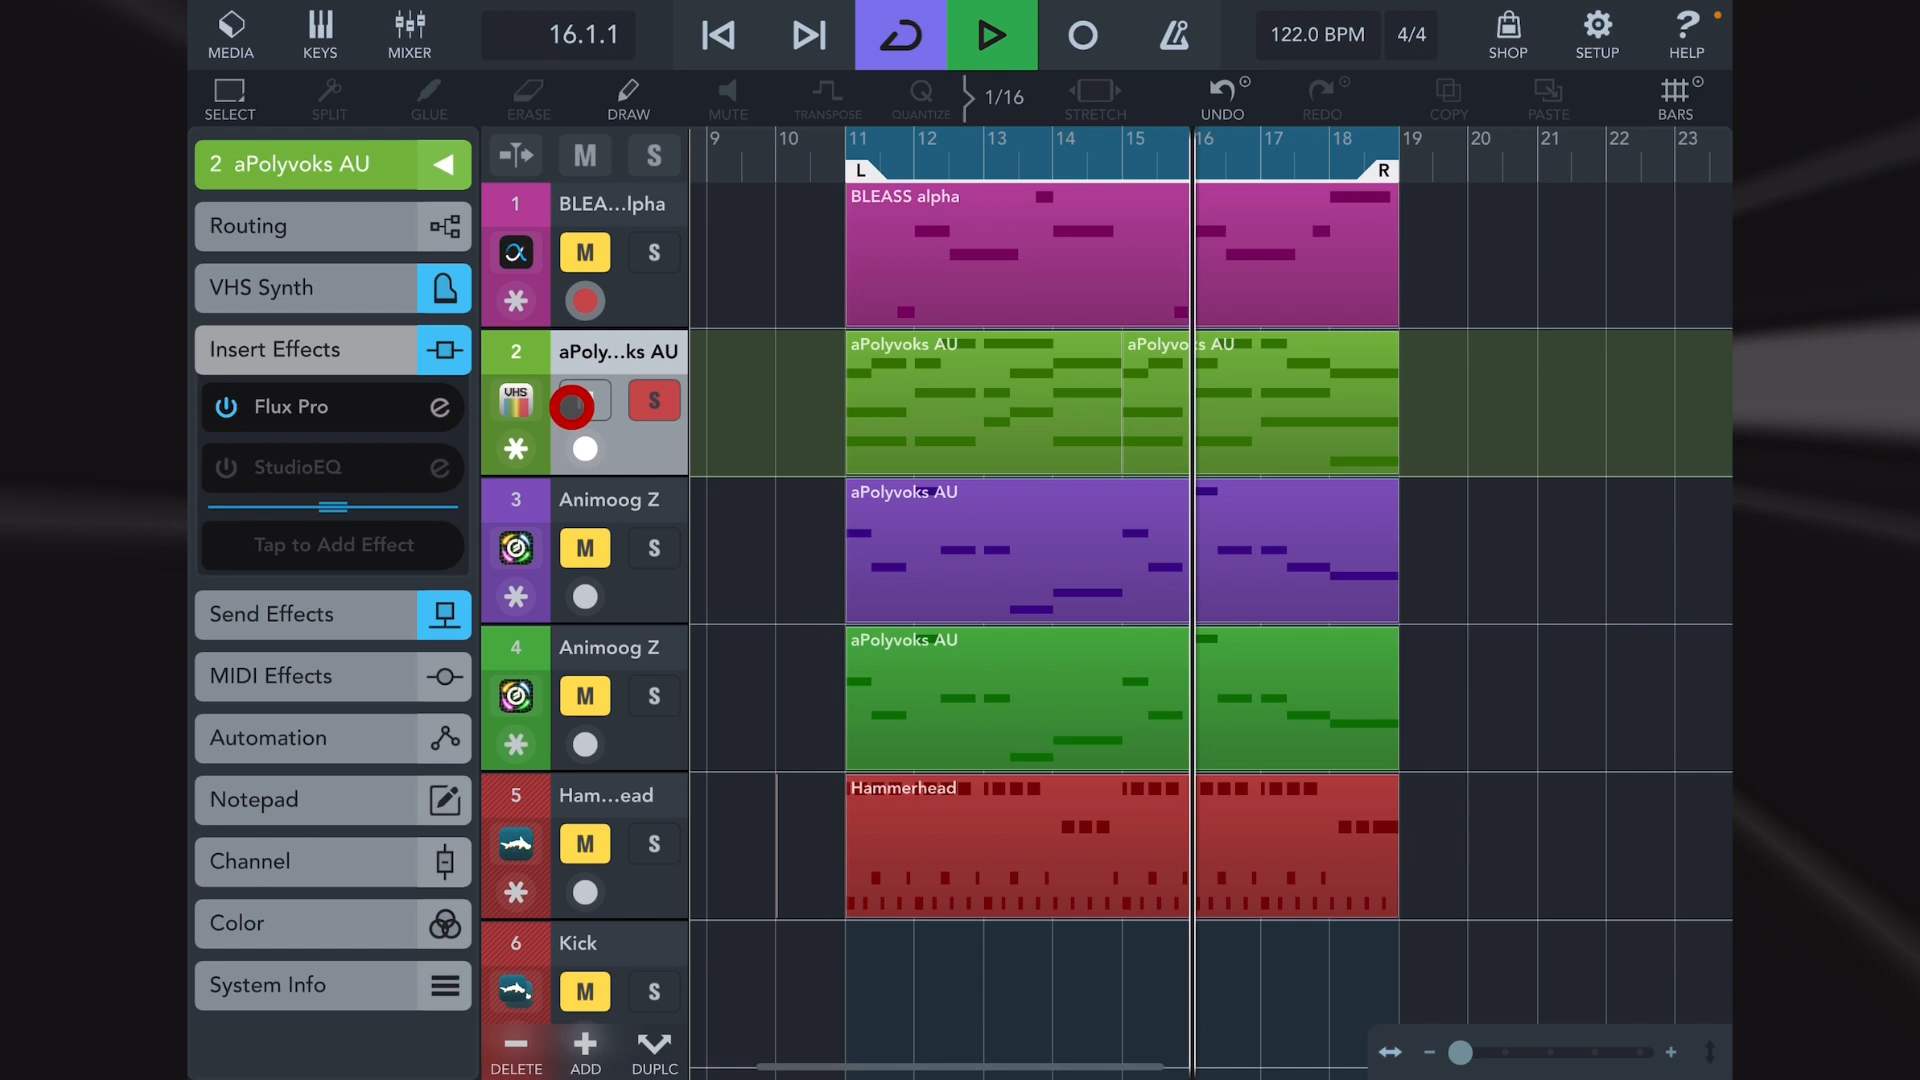 MEDIA
KEYS
MIXER
16.1.1
122.0 BPM
4/4
SHOP
SETUP
? HELP
SELECT
SPLIT
GLUE
ERASE
DRAW
MUTE
TRANSPOSE
QUANTIZE
1/16
STRETCH
UNDO
REDO
COPY
PASTE
BARS
2 aPolyvoks AU
Routing
VHS Synth
Insert Effects
Flux Pro
StudioEQ
Tap to Add Effect
Send Effects
MIDI Effects
Automation
Notepad
Channel
Color
System Info
M S
1 BLEA...lpha
M S
2 aPoly...ks AU
VHS
S
3 Animoog Z
M S
4 Animoog Z
M S
5 Ham...ead
M S
6 Kick
M S
DELETE
ADD
DUPLC
9 10 11 12 13 14 15 16 17 18 19 20 21 22 23
L R
BLEASS alpha
aPolyvoks AU
aPolyvoks AU
aPolyvoks AU
aPolyvoks AU
Hammerhead